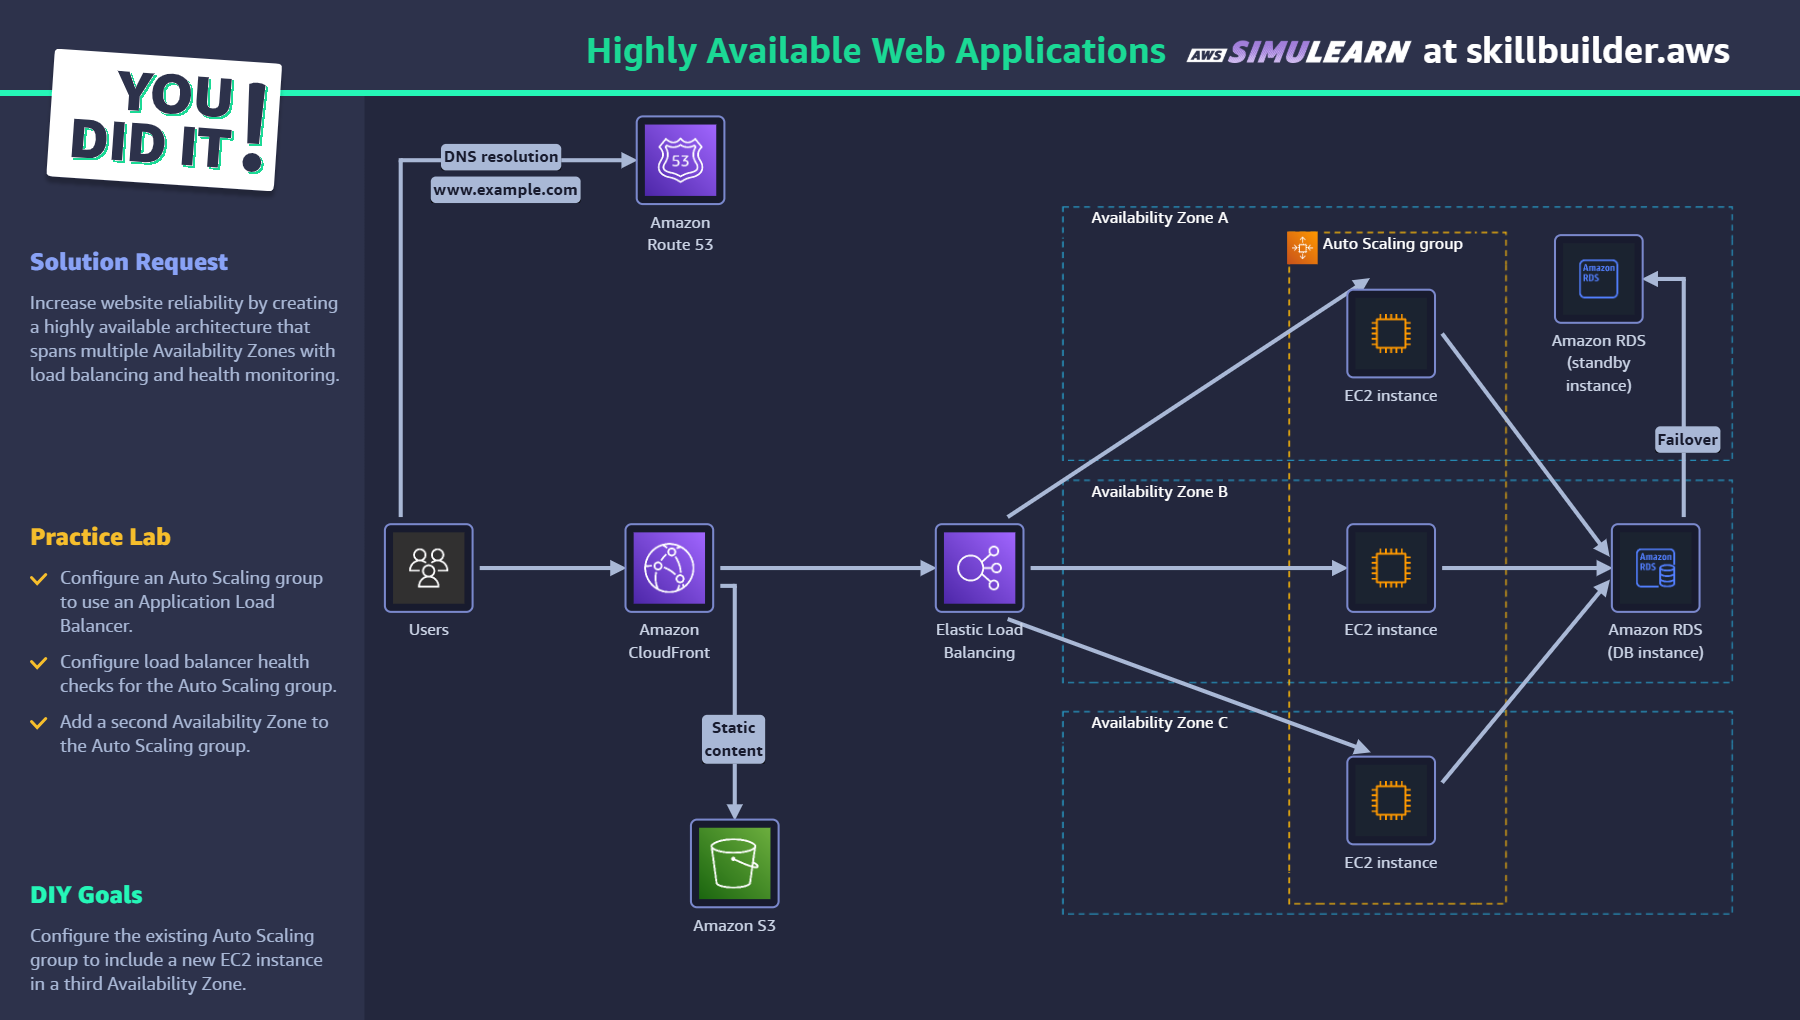 Highly Available Web Applications aws SIMULEARN at skillbuilder.aws
YOU
DID IT!
Solution Request
Increase website reliability by creating
a highly available architecture that
spans multiple Availability Zones with
load balancing and health monitoring.
Practice Lab
Configure an Auto Scaling group
to use an Application Load
Balancer.
Configure load balancer health
checks for the Auto Scaling group.
Add a second Availability Zone to
the Auto Scaling group.
DIY Goals
Configure the existing Auto Scaling
group to include a new EC2 instance
in a third Availability Zone.
DNS resolution
www.example.com
53
Amazon
Route 53
Users
Amazon
CloudFront
Static
content
Amazon S3
Elastic Load
Balancing
Availability Zone A
Auto Scaling group
EC2 instance
Amazon
RDS
Amazon RDS
(standby
instance)
Failover
Availability Zone B
EC2 instance
Amazon
RDS
Amazon RDS
(DB instance)
Availability Zone C
EC2 instance